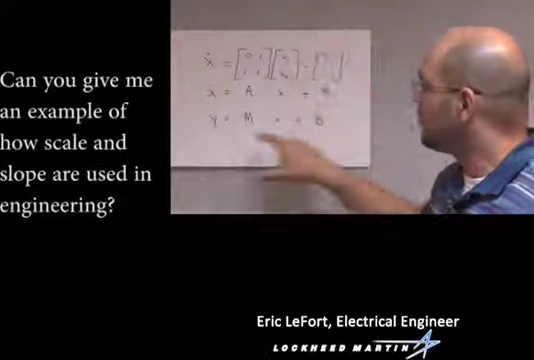 Can you give me
an example of
how scale and
slope are used in
engineering?
ẋ =
x = A x +
y = M x + b
Eric LeFort, Electrical Engineer
LOCKHEED MARTIN